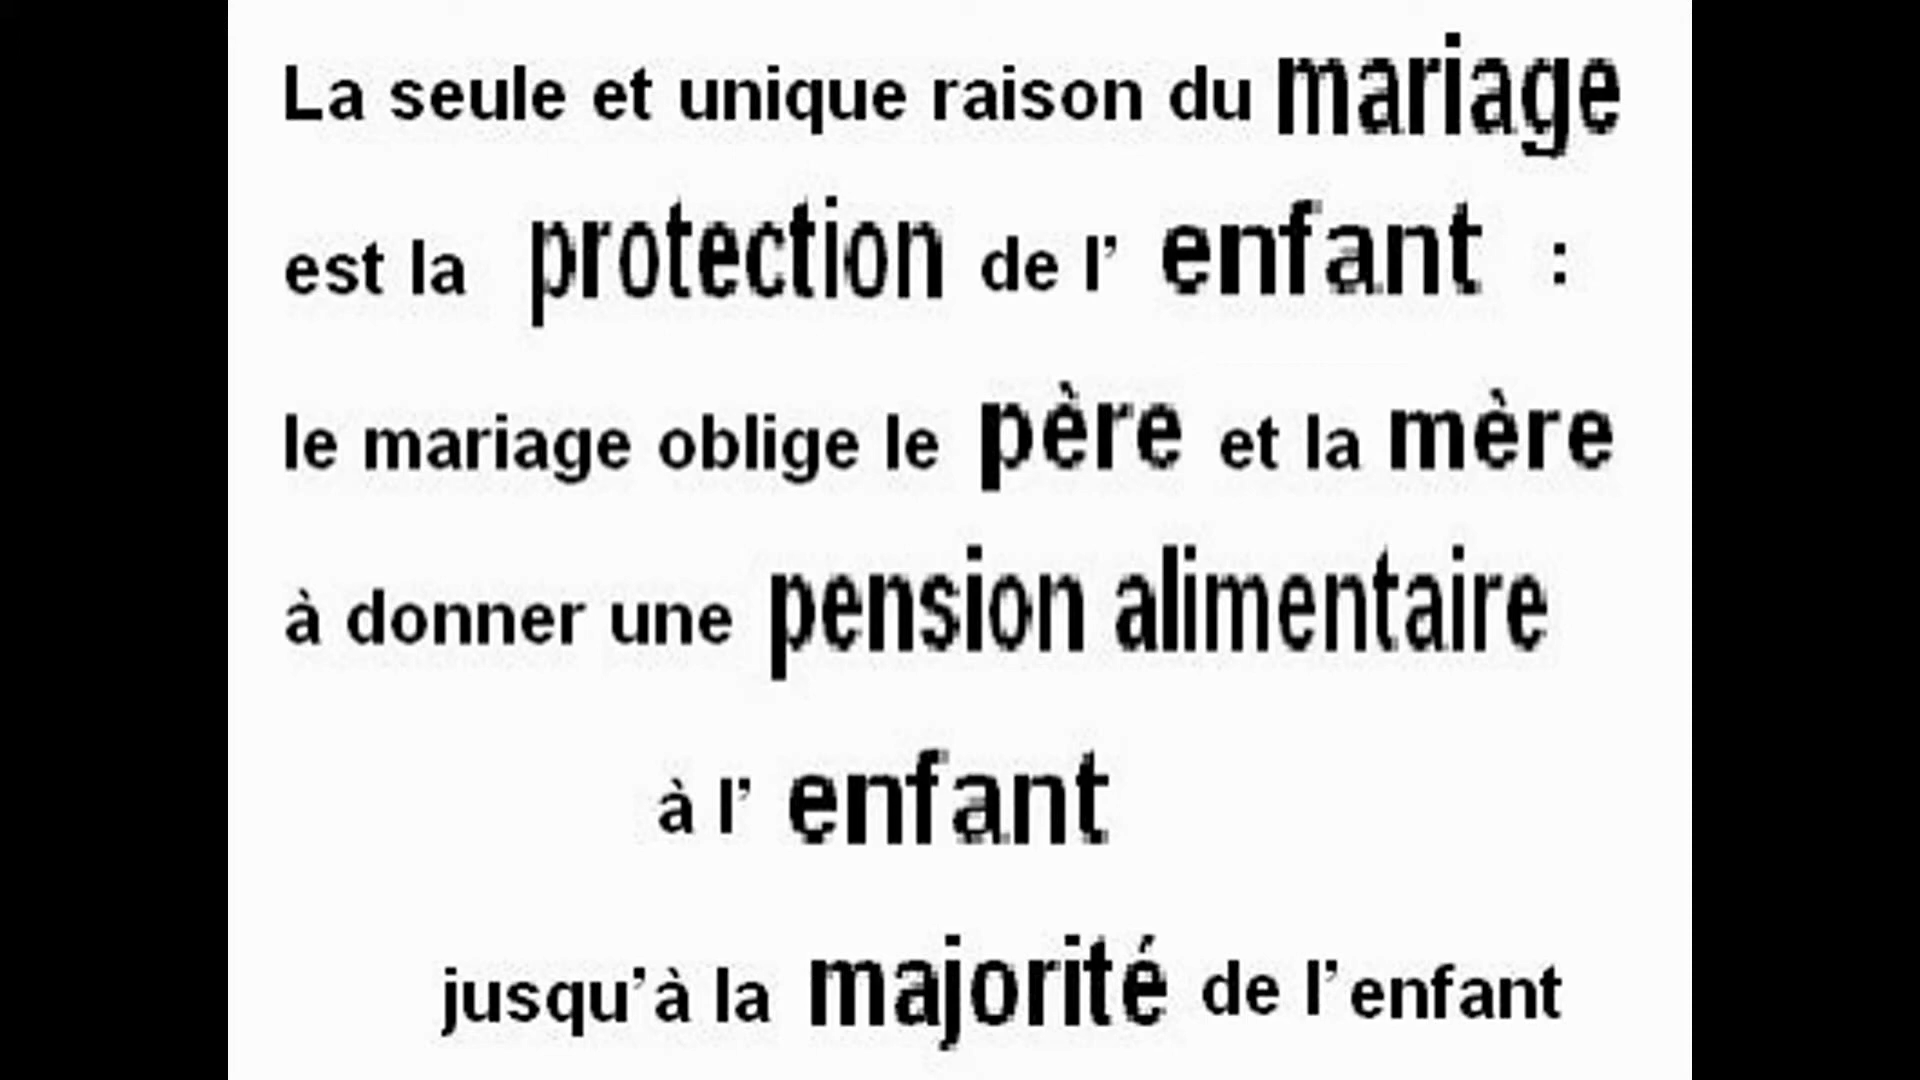 La seule et unique raison du mariage
est la protection de l’ enfant :
le mariage oblige le père et la mère
à donner une pension alimentaire
à l’ enfant
jusqu’à la majorité de l’enfant